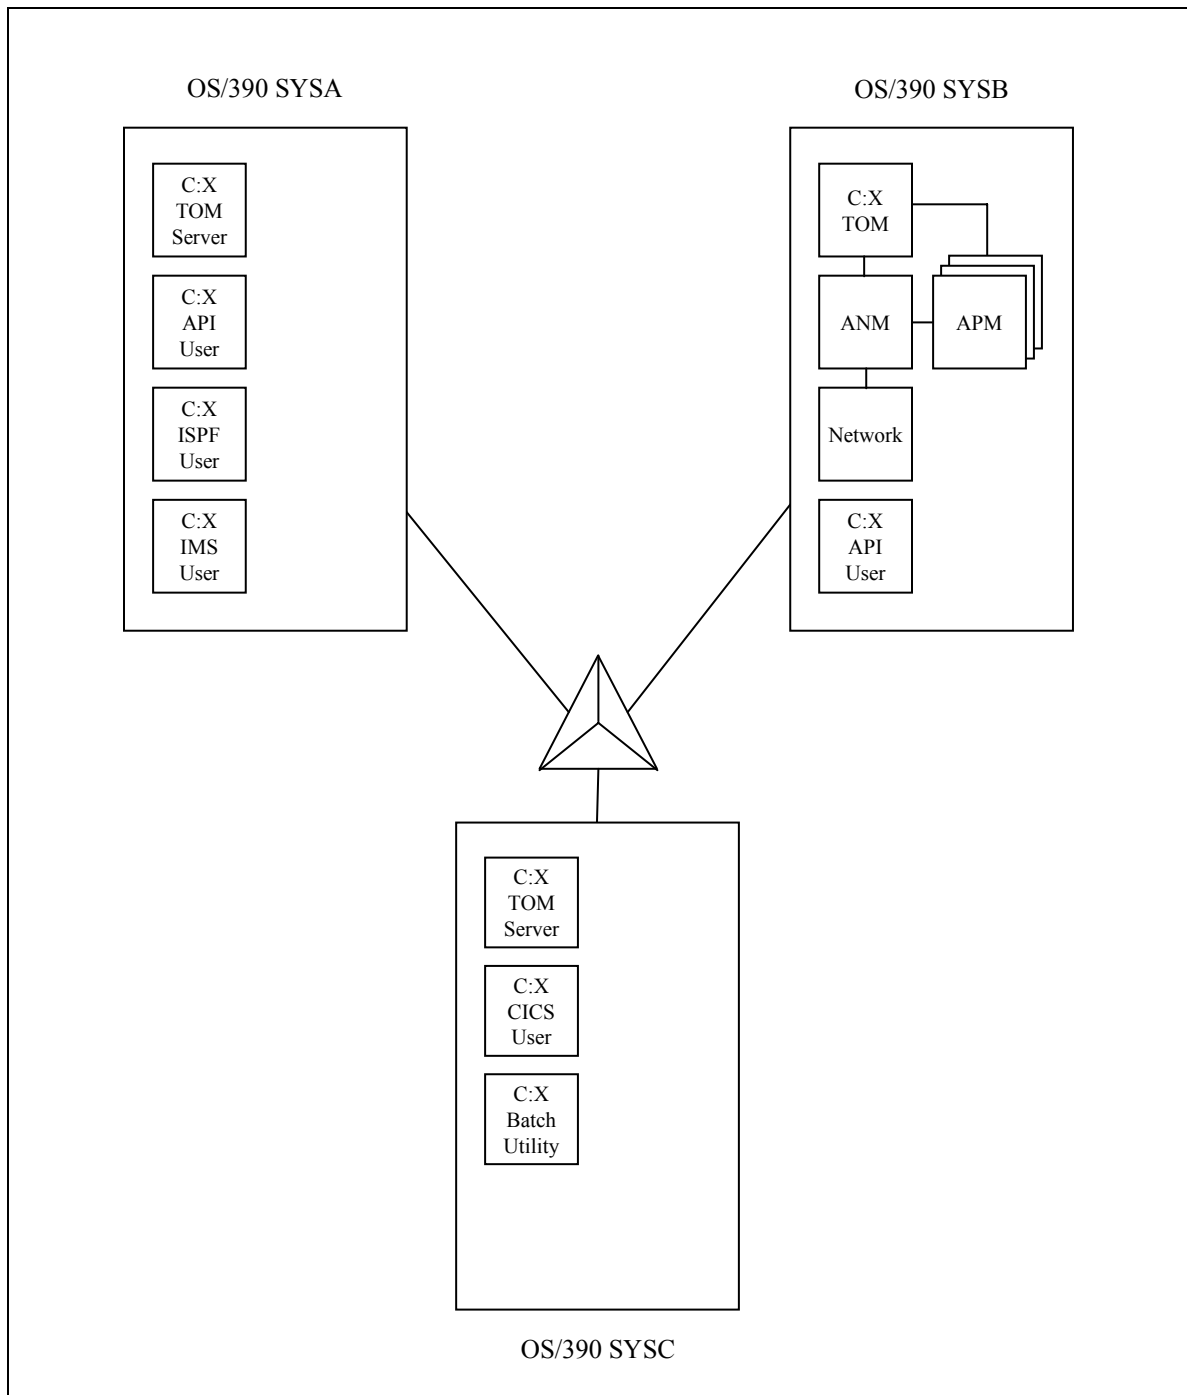 OS/390 SYSA
C:X
TOM
Server
C:X
API
User
C:X
ISPF
User
C:X
IMS
User
OS/390 SYSB
C:X
TOM
ANM
APM
Network
C:X
API
User
C:X
TOM
Server
C:X
CICS
User
C:X
Batch
Utility
OS/390 SYSC